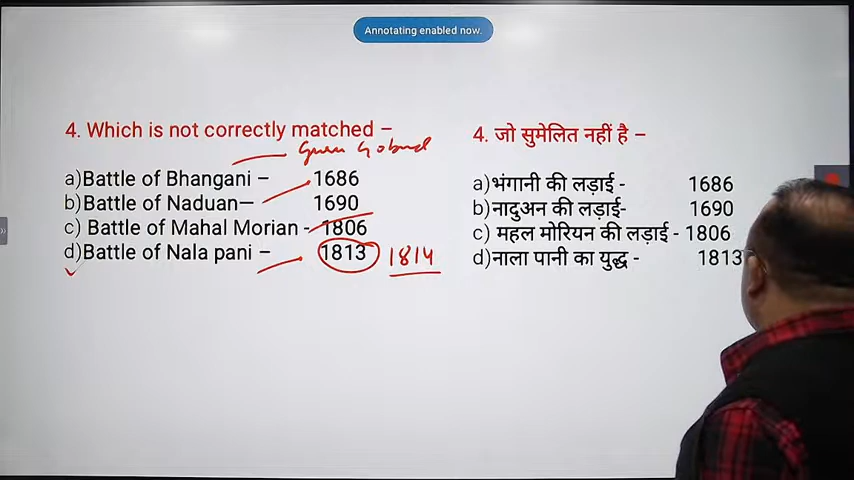 Annotating enabled now.
4. Which is not correctly matched –
Guru Gobind
a)Battle of Bhangani – 1686
b)Battle of Naduan— 1690
c) Battle of Mahal Morian - 1806
d)Battle of Nala pani – 1813 1814
4. जो सुमेलित नहीं है –
a)भंगानी की लड़ाई - 1686
b)नादुअन की लड़ाई- 1690
c) महल मोरियन की लड़ाई - 1806
d)नाला पानी का युद्ध - 1813